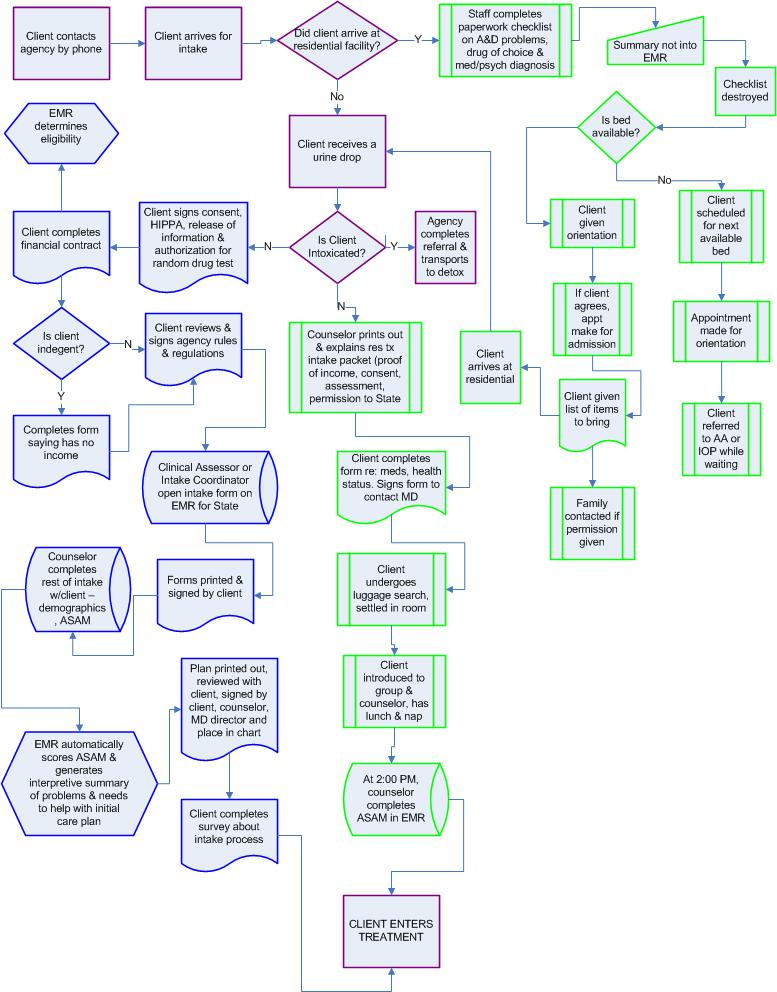 Client contacts
agency by phone
Client arrives for
intake
Did client arrive at
residential facility?
Y
Staff completes
paperwork checklist
on A&D problems,
drug of choice &
med/psych diagnosis
Summary not into
EMR
Checklist
destroyed
No
EMR
determines
eligibility
Client receives a
urine drop
Is bed
available?
No
Client completes
financial contract
Client signs consent,
HIPPA, release of
information &
authorization for
random drug test
N
Is Client
Intoxicated?
Y
Agency
completes
referral &
transports
to detox
Client
given
orientation
Client
scheduled
for next
available
bed
N
Is client
indegent?
N
Client reviews &
signs agency rules
& regulations
Counselor prints out
& explains res tx
intake packet (proof
of income, consent,
assessment,
permission to State
Client
arrives at
residential
If client
agrees,
appt
make for
admission
Appointment
made for
orientation
Y
Completes form
saying has no
income
Client given
list of items
to bring
Client
referred
to AA or
IOP while
waiting
Clinical Assessor or
Intake Coordinator
open intake form on
EMR for State
Client completes
form re: meds, health
status. Signs form to
contact MD
Family
contacted if
permission
given
Counselor
completes
rest of intake
w/client –
demographics
, ASAM
Forms printed &
signed by client
Client
undergoes
luggage search,
settled in room
Plan printed out,
reviewed with
client, signed by
client, counselor,
MD director and
place in chart
Client
introduced to
group &
counselor, has
lunch & nap
EMR automatically
scores ASAM &
generates
interpretive summary
of problems & needs
to help with initial
care plan
Client completes
survey about
intake process
At 2:00 PM,
counselor
completes
ASAM in EMR
CLIENT ENTERS
TREATMENT